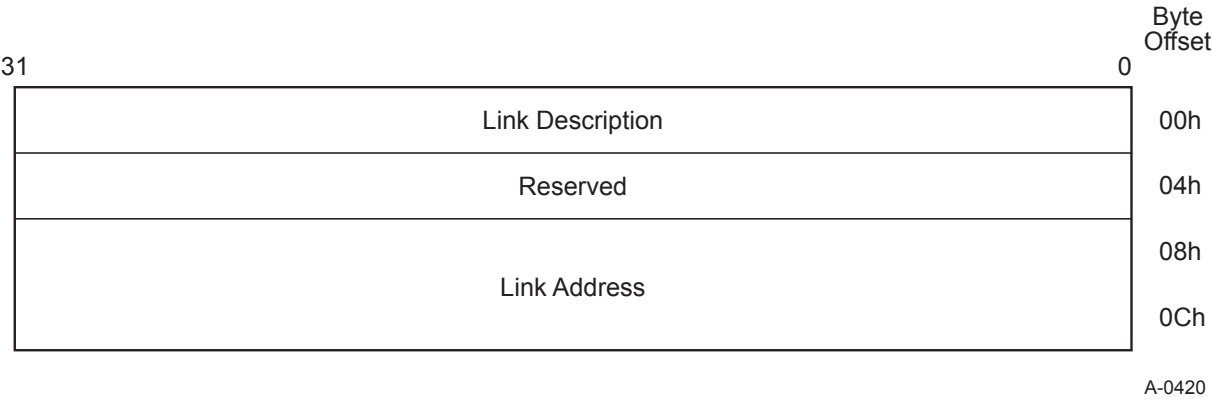 Byte
Offset
31 0
Link Description 00h
Reserved 04h
08h
Link Address
0Ch
A-0420